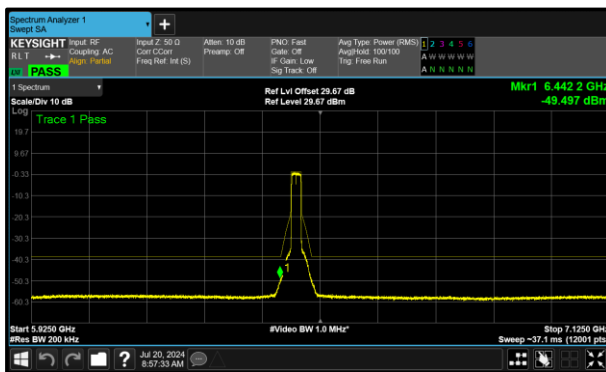 Spectrum Analyzer 1
Swept SA
+
KEYSIGHT
RLT
Input: RF
Coupling: AC
Align: Partial
Input Z: 50 Ω
Corr CCorr
Freq Ref: Int (S)
Atten: 10 dB
Preamp: Off
PNO: Fast
Gate: Off
IF Gain: Low
Sig Track: Off
Avg Type: Power (RMS)
Avg|Hold: 100/100
Trig: Free Run
1 2 3 4 5 6
A W W W W W
A N N N N N
PASS
1 Spectrum
Scale/Div 10 dB
Ref Lvl Offset 29.67 dB
Ref Level 29.67 dBm
Mkr1 6.442 2 GHz
-49.497 dBm
Log
Trace 1 Pass
19.7
9.67
-0.33
-10.3
-20.3
-30.3
-40.3
-50.3
-60.3
1
Start 5.9250 GHz
#Res BW 200 kHz
#Video BW 1.0 MHz*
Stop 7.1250 GHz
Sweep ~37.1 ms (12001 pts)
?
Jul 20, 2024
8:57:33 AM